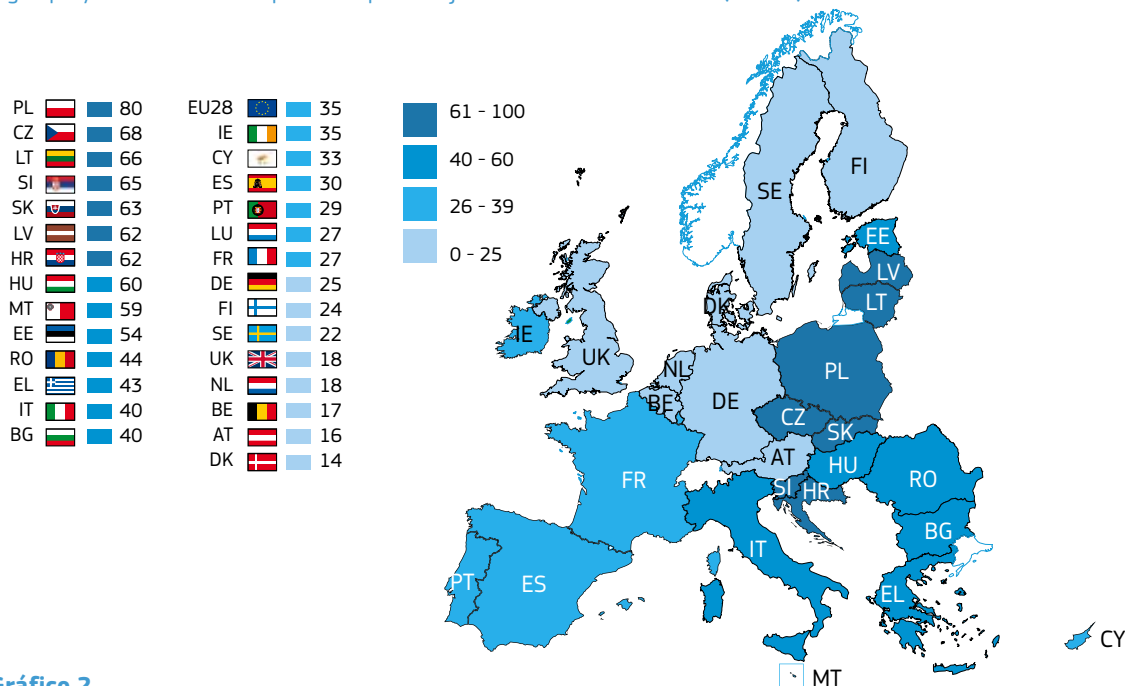 PL 80
CZ 68
LT 66
SI 65
SK 63
LV 62
HR 62
HU 60
MT 59
EE 54
RO 44
EL 43
IT 40
BG 40
EU28 35
IE 35
CY 33
ES 30
PT 29
LU 27
FR 27
DE 25
FI 24
SE 22
UK 18
NL 18
BE 17
AT 16
DK 14
61 - 100
40 - 60
26 - 39
0 - 25
FI
SE
EE
LV
DK
LT
IE
UK
NL
PL
BE
DE
CZ
SK
AT
HU
FR
SI
HR
RO
BG
IT
PT
ES
EL
CY
MT